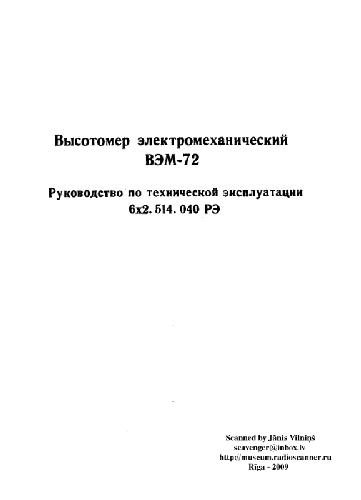 Высотомер электромеханический
ВЭМ-72
Руководство по технической эксплуатации
6х2. 514. 040 РЭ
Scanned by Jānis Vilniņš
scavenger@inbox.lv
http://museum.radioscanner.ru
Rīga - 2009